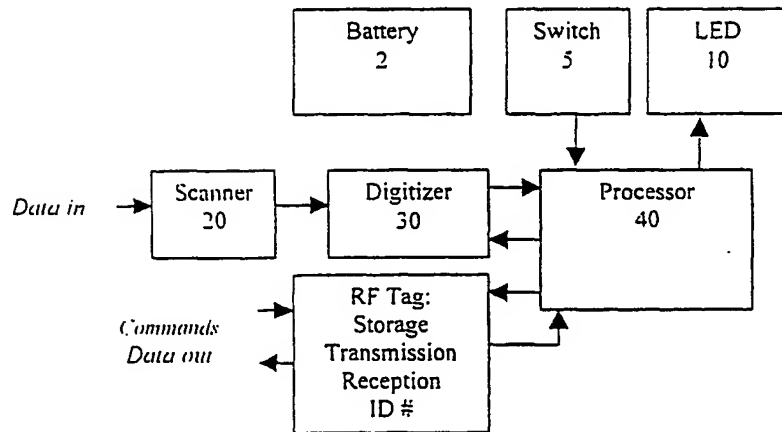 Battery
2
Switch
5
LED
10
Data in
Scanner
20
Digitizer
30
Processor
40
Commands
Data out
RF Tag:
Storage
Transmission
Reception
ID #